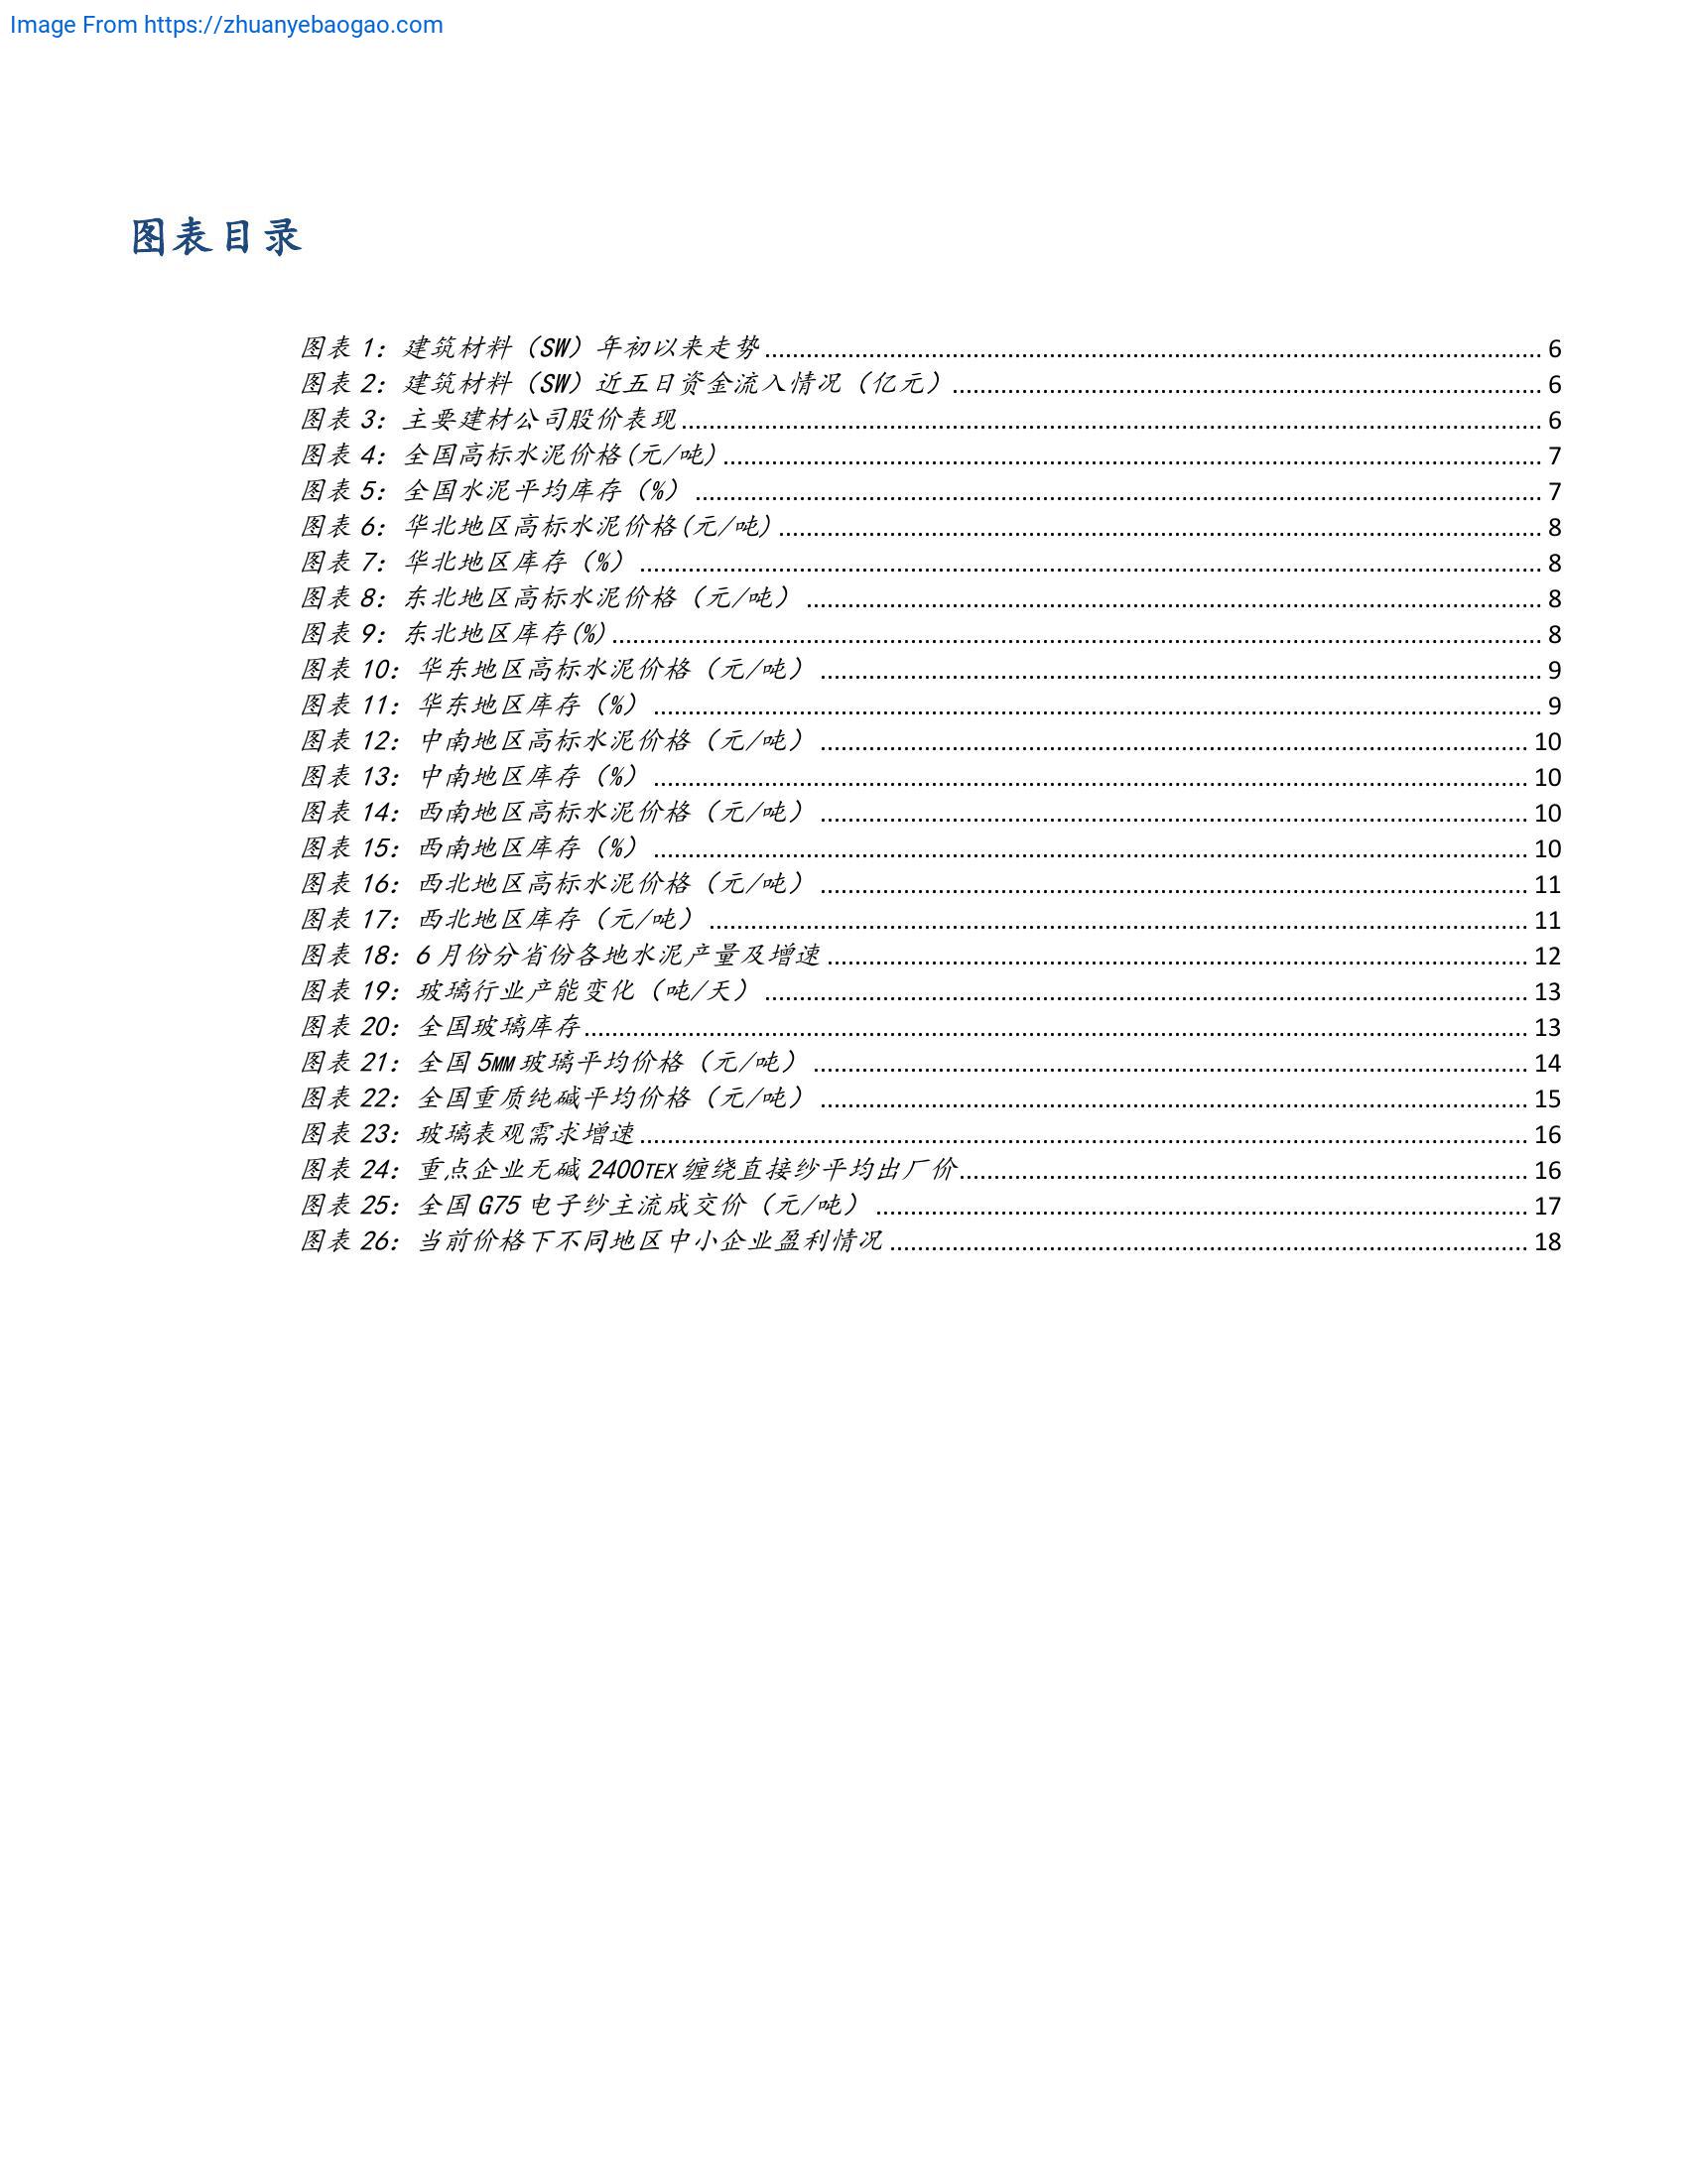 Image From https://zhuanyebaogao.com
图表目录
图表 1：建筑材料（SW）年初以来走势 6
图表 2：建筑材料（SW）近五日资金流入情况（亿元） 6
图表 3：主要建材公司股价表现 6
图表 4：全国高标水泥价格(元/吨) 7
图表 5：全国水泥平均库存（%） 7
图表 6：华北地区高标水泥价格(元/吨) 8
图表 7：华北地区库存（%） 8
图表 8：东北地区高标水泥价格（元/吨） 8
图表 9：东北地区库存(%) 8
图表 10：华东地区高标水泥价格（元/吨） 9
图表 11：华东地区库存（%） 9
图表 12：中南地区高标水泥价格（元/吨） 10
图表 13：中南地区库存（%） 10
图表 14：西南地区高标水泥价格（元/吨） 10
图表 15：西南地区库存（%） 10
图表 16：西北地区高标水泥价格（元/吨） 11
图表 17：西北地区库存（元/吨） 11
图表 18：6 月份分省份各地水泥产量及增速 12
图表 19：玻璃行业产能变化（吨/天） 13
图表 20：全国玻璃库存 13
图表 21：全国 5MM 玻璃平均价格（元/吨） 14
图表 22：全国重质纯碱平均价格（元/吨） 15
图表 23：玻璃表观需求增速 16
图表 24：重点企业无碱 2400TEX 缠绕直接纱平均出厂价 16
图表 25：全国 G75 电子纱主流成交价（元/吨） 17
图表 26：当前价格下不同地区中小企业盈利情况 18